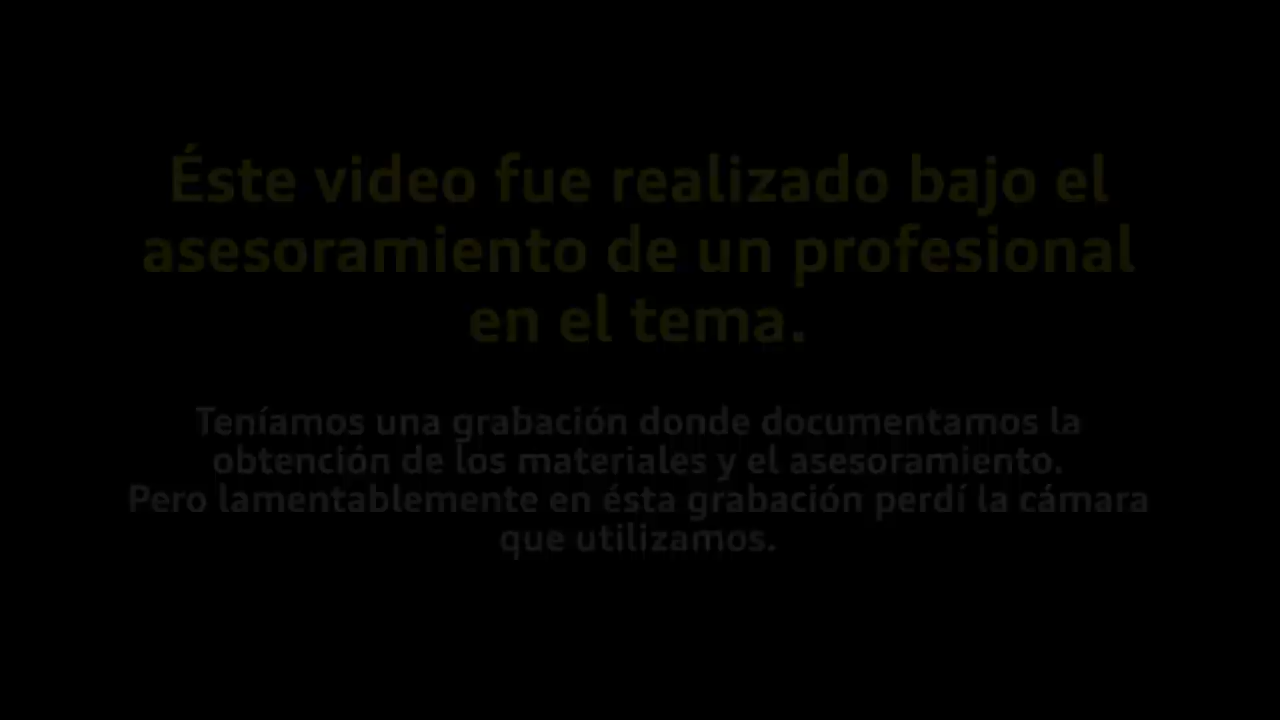 Éste video fue realizado bajo el
asesoramiento de un profesional
en el tema.
Teníamos una grabación donde documentamos la
obtención de los materiales y el asesoramiento.
Pero lamentablemente en ésta grabación perdí la cámara
que utilizamos.